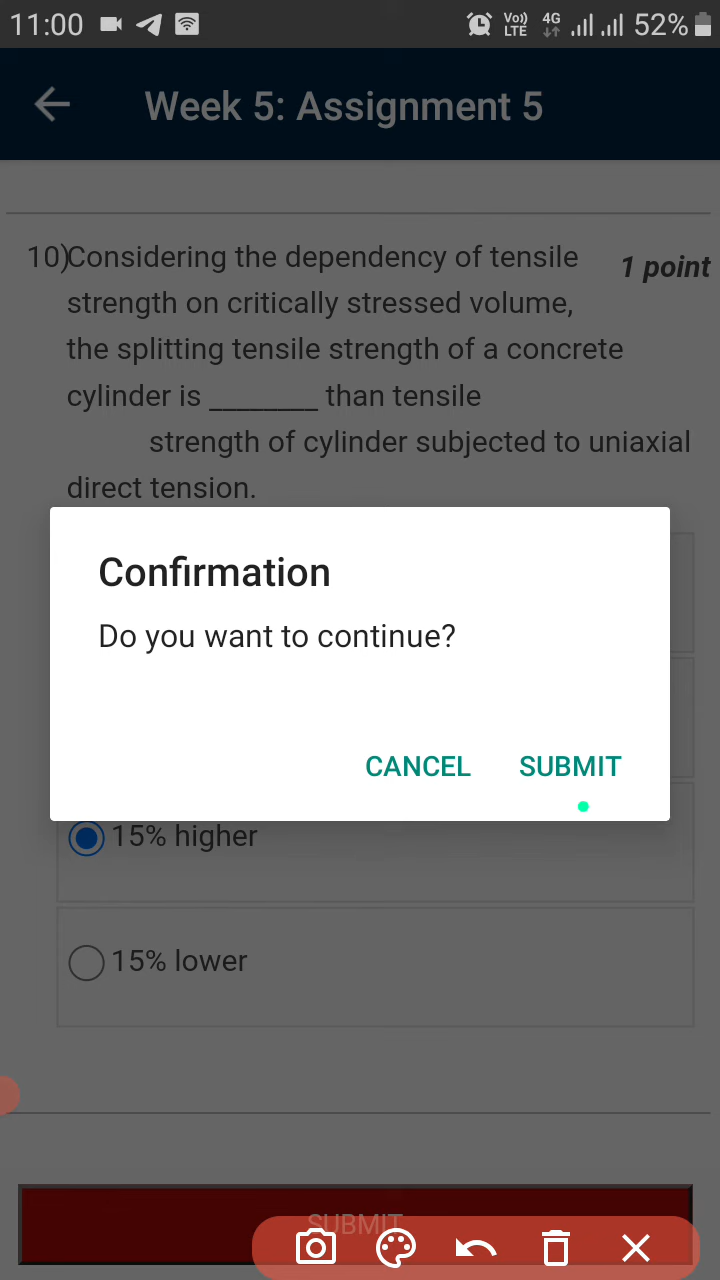 11:00
Vo)) LTE 4G 52%
Week 5: Assignment 5
10)Considering the dependency of tensile 1 point
strength on critically stressed volume,
the splitting tensile strength of a concrete
cylinder is ________ than tensile
strength of cylinder subjected to uniaxial
direct tension.
Confirmation
Do you want to continue?
CANCEL SUBMIT
15% higher
15% lower
SUBMIT